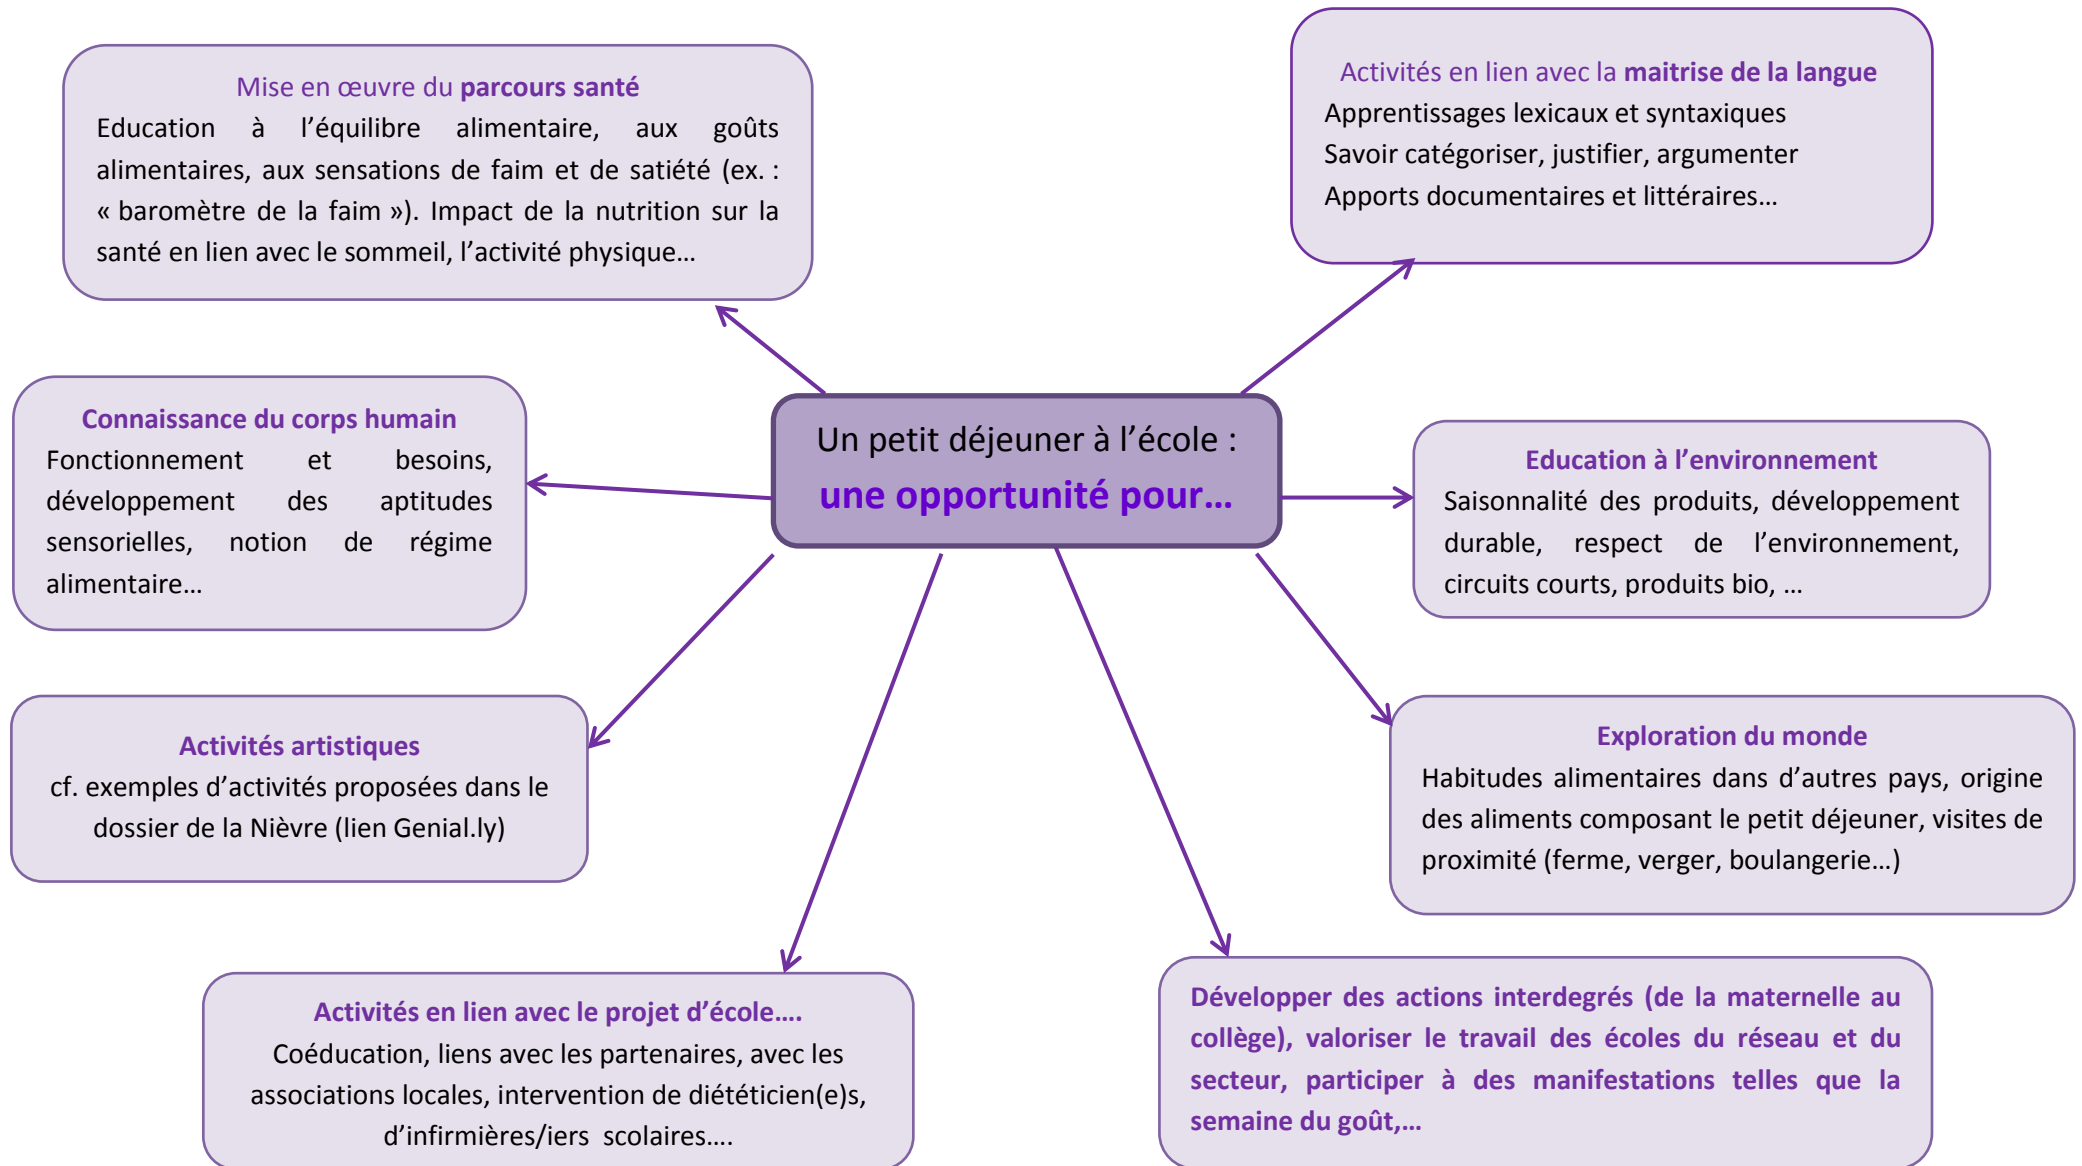 Mise en œuvre du parcours santé
Education à l’équilibre alimentaire, aux goûts
alimentaires, aux sensations de faim et de satiété (ex. :
« baromètre de la faim »). Impact de la nutrition sur la
santé en lien avec le sommeil, l’activité physique…
Activités en lien avec la maitrise de la langue
Apprentissages lexicaux et syntaxiques
Savoir catégoriser, justifier, argumenter
Apports documentaires et littéraires…
Connaissance du corps humain
Fonctionnement et besoins,
développement des aptitudes
sensorielles, notion de régime
alimentaire…
Un petit déjeuner à l’école :
une opportunité pour…
Education à l’environnement
Saisonnalité des produits, développement
durable, respect de l’environnement,
circuits courts, produits bio, …
Activités artistiques
cf. exemples d’activités proposées dans le
dossier de la Nièvre (lien Genial.ly)
Exploration du monde
Habitudes alimentaires dans d’autres pays, origine
des aliments composant le petit déjeuner, visites de
proximité (ferme, verger, boulangerie…)
Activités en lien avec le projet d’école….
Coéducation, liens avec les partenaires, avec les
associations locales, intervention de diététicien(e)s,
d’infirmières/iers scolaires….
Développer des actions interdegrés (de la maternelle au
collège), valoriser le travail des écoles du réseau et du
secteur, participer à des manifestations telles que la
semaine du goût,…